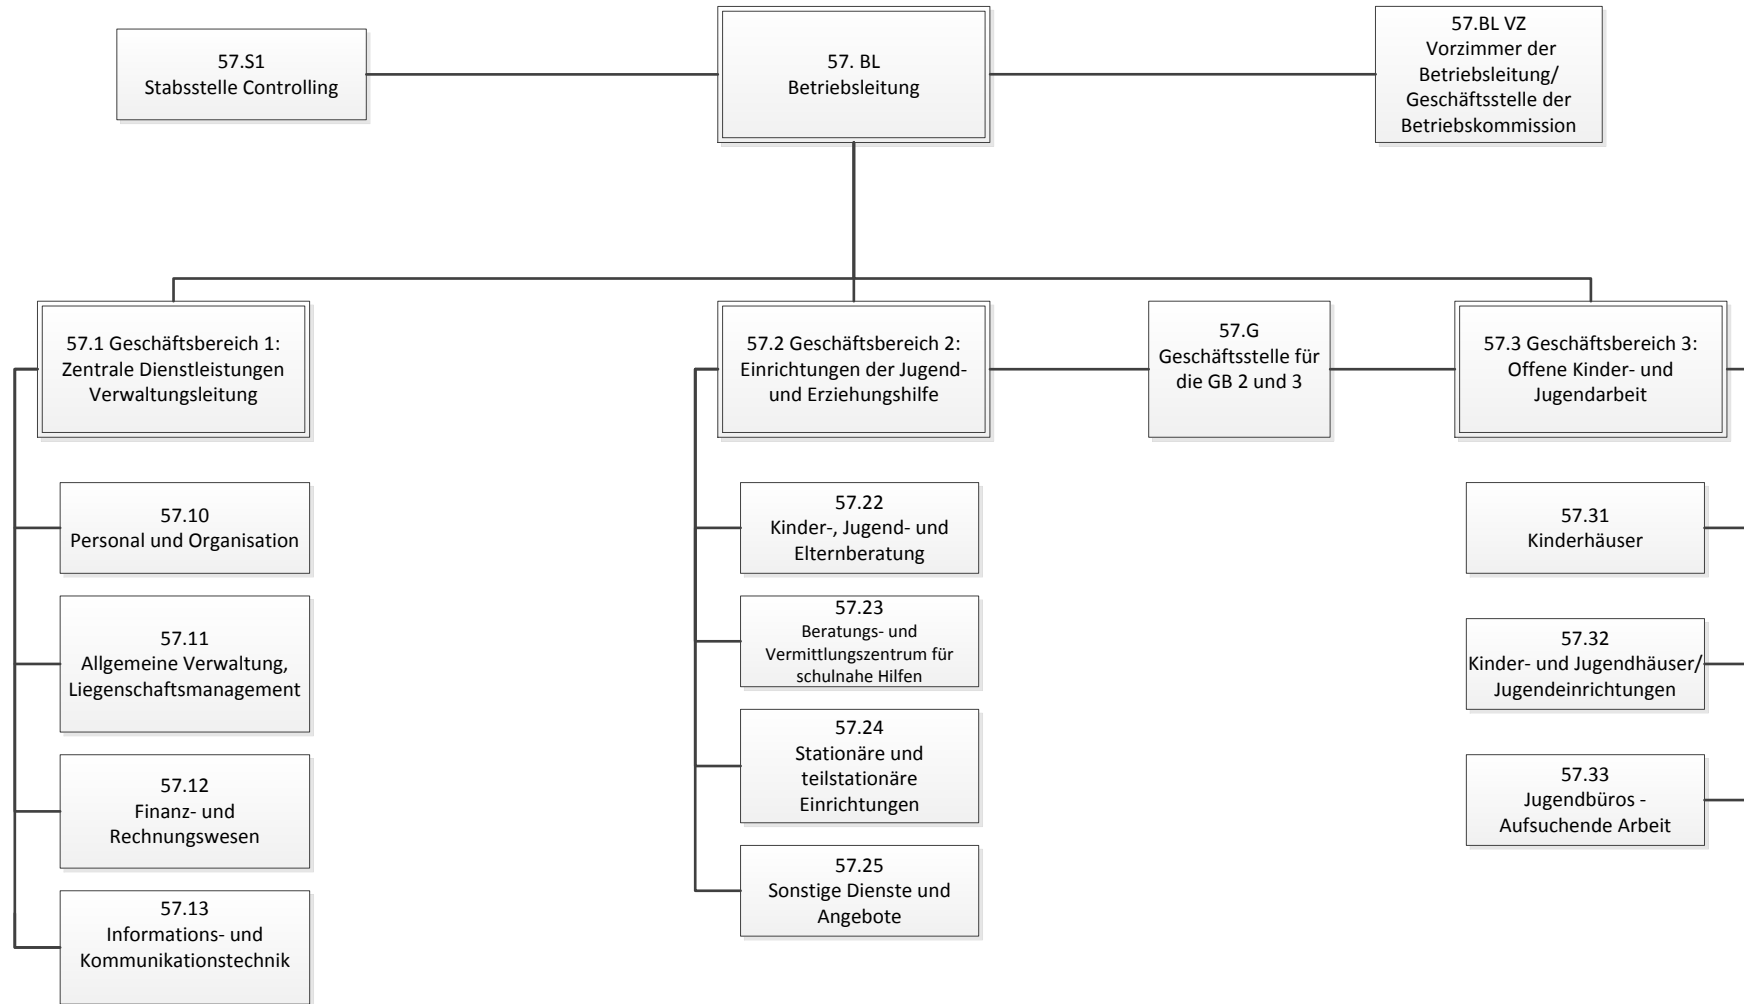 57.S1
Stabsstelle Controlling
57. BL
Betriebsleitung
57.BL VZ
Vorzimmer der
Betriebsleitung/
Geschäftsstelle der
Betriebskommission
57.1 Geschäftsbereich 1:
Zentrale Dienstleistungen
Verwaltungsleitung
57.2 Geschäftsbereich 2:
Einrichtungen der Jugend-
und Erziehungshilfe
57.G
Geschäftsstelle für
die GB 2 und 3
57.3 Geschäftsbereich 3:
Offene Kinder- und
Jugendarbeit
57.10
Personal und Organisation
57.11
Allgemeine Verwaltung,
Liegenschaftsmanagement
57.12
Finanz- und
Rechnungswesen
57.13
Informations- und
Kommunikationstechnik
57.22
Kinder-, Jugend- und
Elternberatung
57.23
Beratungs- und
Vermittlungszentrum für
schulnahe Hilfen
57.24
Stationäre und
teilstationäre
Einrichtungen
57.25
Sonstige Dienste und
Angebote
57.31
Kinderhäuser
57.32
Kinder- und Jugendhäuser/
Jugendeinrichtungen
57.33
Jugendbüros -
Aufsuchende Arbeit